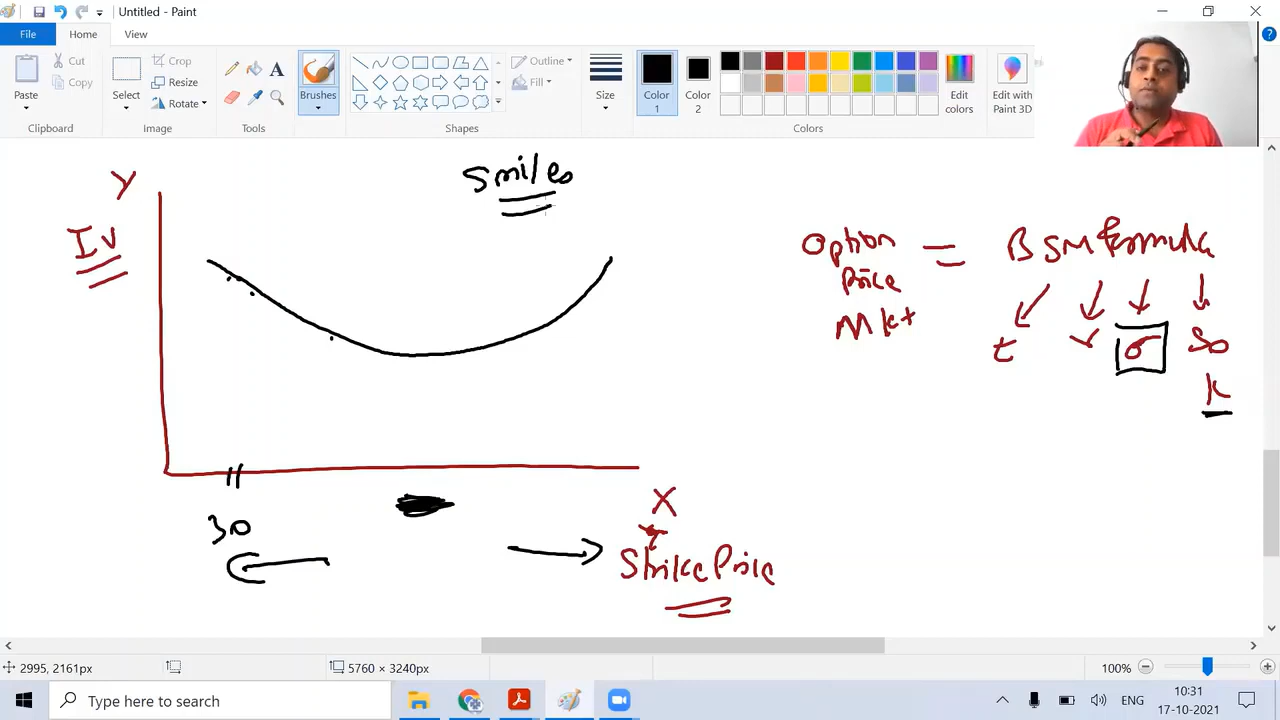 Untitled - Paint
File
Home
View
Paste
Cut
Copy
Clipboard
Select
Crop
Resize
Rotate
Image
A
Tools
Brushes
Shapes
Outline
Fill
Size
Color 1
Color 2
Edit colors
Colors
Edit with Paint 3D
Smiles
Y
IV
30
X
Strike Price
Option = BSM formula
Price
Mkt
t r σ S0
K
2995, 2161px
5760 × 3240px
100%
Type here to search
ENG
10:31
17-10-2021